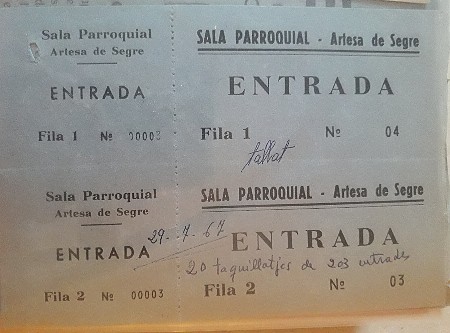 Sala Parroquial
Artesa de Segre
ENTRADA
Fila 1 Nº 00003
SALA PARROQUIAL - Artesa de Segre
ENTRADA
Fila 1 Nº 04
tallat
Sala Parroquial
Artesa de Segre
ENTRADA
Fila 2 Nº 00003
29-7-67
SALA PARROQUIAL - Artesa de Segre
ENTRADA
20 taquillatjes de 203 entrades
Fila 2 Nº 03